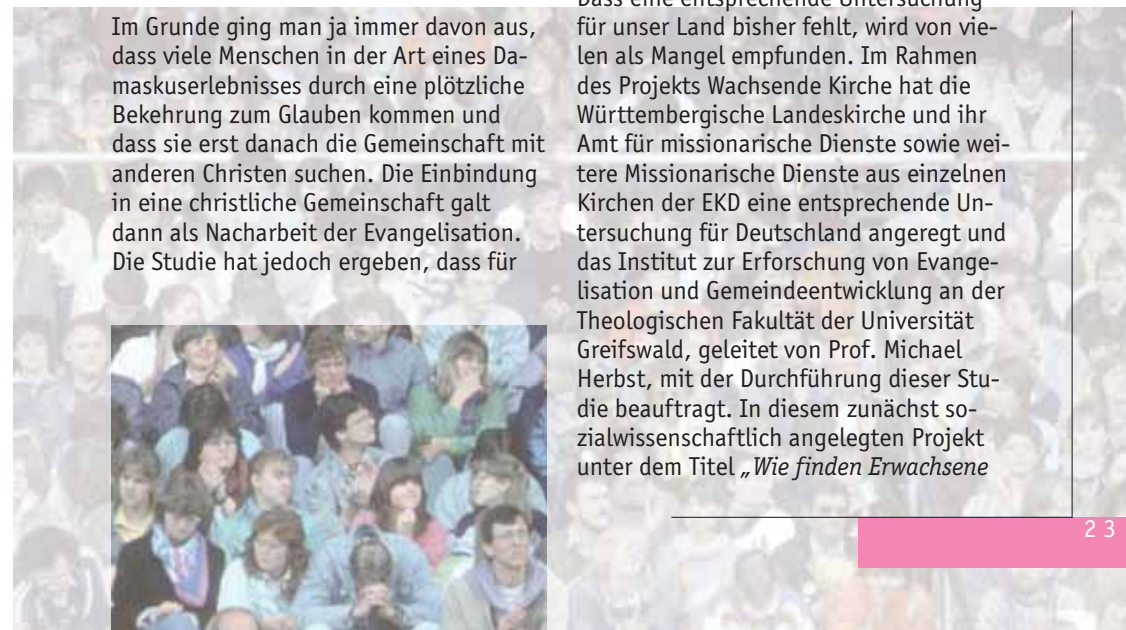 Im Grunde ging man ja immer davon aus,
dass viele Menschen in der Art eines Da-
maskuserlebnisses durch eine plötzliche
Bekehrung zum Glauben kommen und
dass sie erst danach die Gemeinschaft mit
anderen Christen suchen. Die Einbindung
in eine christliche Gemeinschaft galt
dann als Nacharbeit der Evangelisation.
Die Studie hat jedoch ergeben, dass für
Dass eine entsprechende Untersuchung
für unser Land bisher fehlt, wird von vie-
len als Mangel empfunden. Im Rahmen
des Projekts Wachsende Kirche hat die
Württembergische Landeskirche und ihr
Amt für missionarische Dienste sowie wei-
tere Missionarische Dienste aus einzelnen
Kirchen der EKD eine entsprechende Un-
tersuchung für Deutschland angeregt und
das Institut zur Erforschung von Evange-
lisation und Gemeindeentwicklung an der
Theologischen Fakultät der Universität
Greifswald, geleitet von Prof. Michael
Herbst, mit der Durchführung dieser Stu-
die beauftragt. In diesem zunächst so-
zialwissenschaftlich angelegten Projekt
unter dem Titel „Wie finden Erwachsene
23